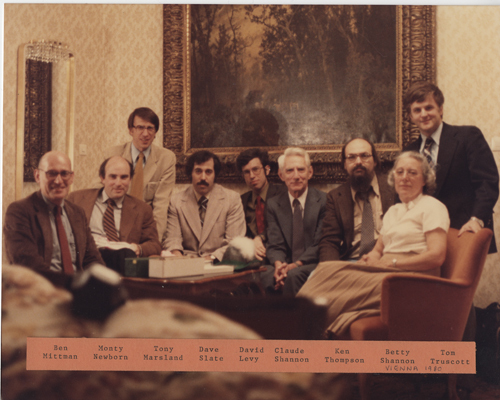 Ben Monty Tony Dave David Claude Ken Betty Tom
Mittman Newborn Marsland Slate Levy Shannon Thompson Shannon Truscott
VIENNA 1980